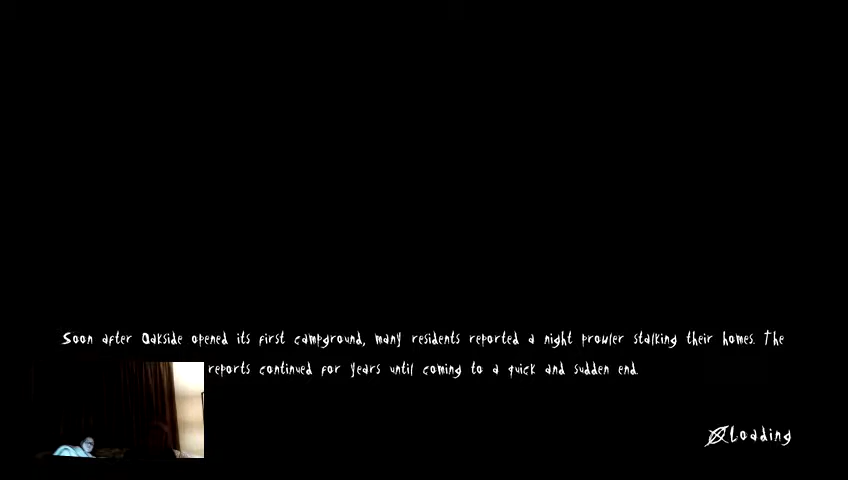 Soon after Oakside opened its first campground, many residents reported a night prowler stalking their homes. The
reports continued for years until coming to a quick and sudden end.
Loading